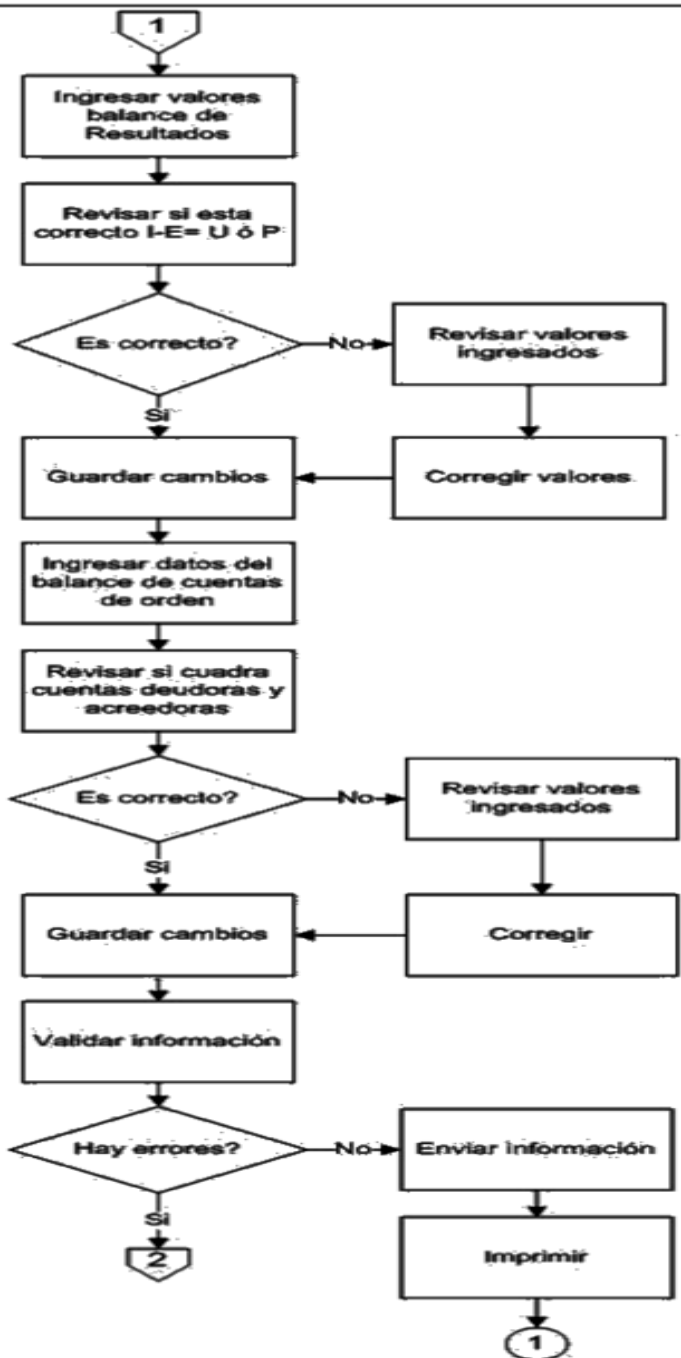 1
Ingresar valores
balance de
Resultados
Revisar si esta
correcto I-E= U ó P
Es correcto?
No
Revisar valores
ingresados
Si
Guardar cambios
Corregir valores
Ingresar datos del
balance de cuentas
de orden
Revisar si cuadra
cuentas deudoras y
acreedoras
Es correcto?
No
Revisar valores
ingresados
Si
Guardar cambios
Corregir
Validar información
Hay errores?
No
Enviar información
Si
2
Imprimir
1